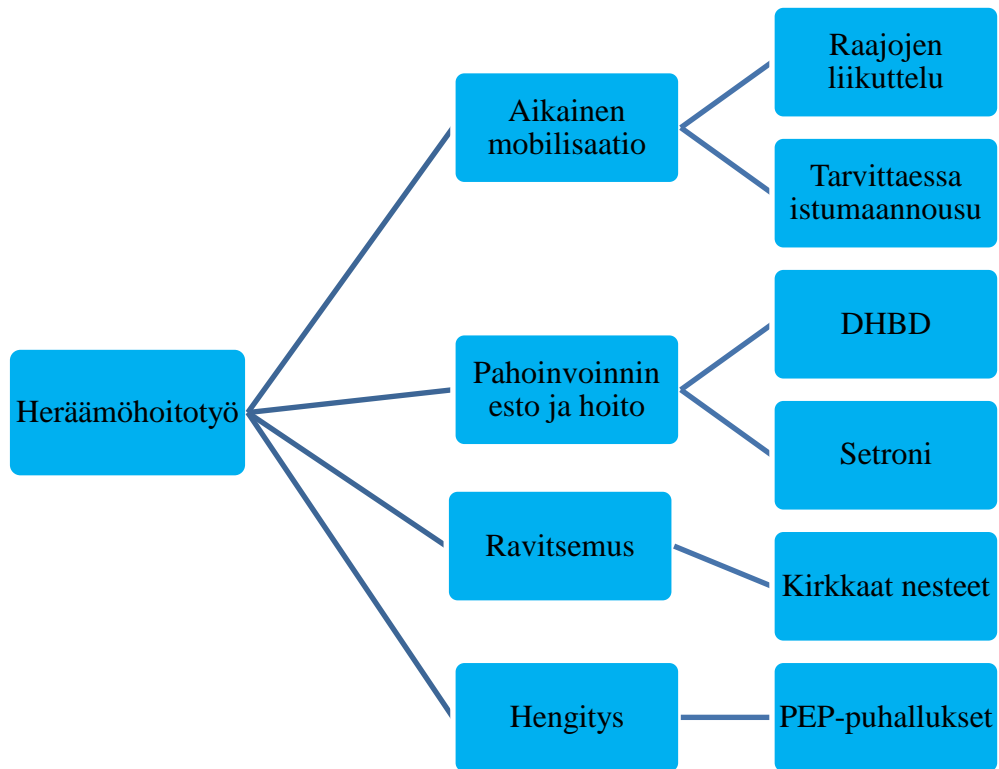 Heräämöhoitotyö
Aikainen
mobilisaatio
Raajojen
liikuttelu
Tarvittaessa
istumaannousu
Pahoinvoinnin
esto ja hoito
DHBD
Setroni
Ravitsemus
Kirkkaat nesteet
Hengitys
PEP-puhallukset